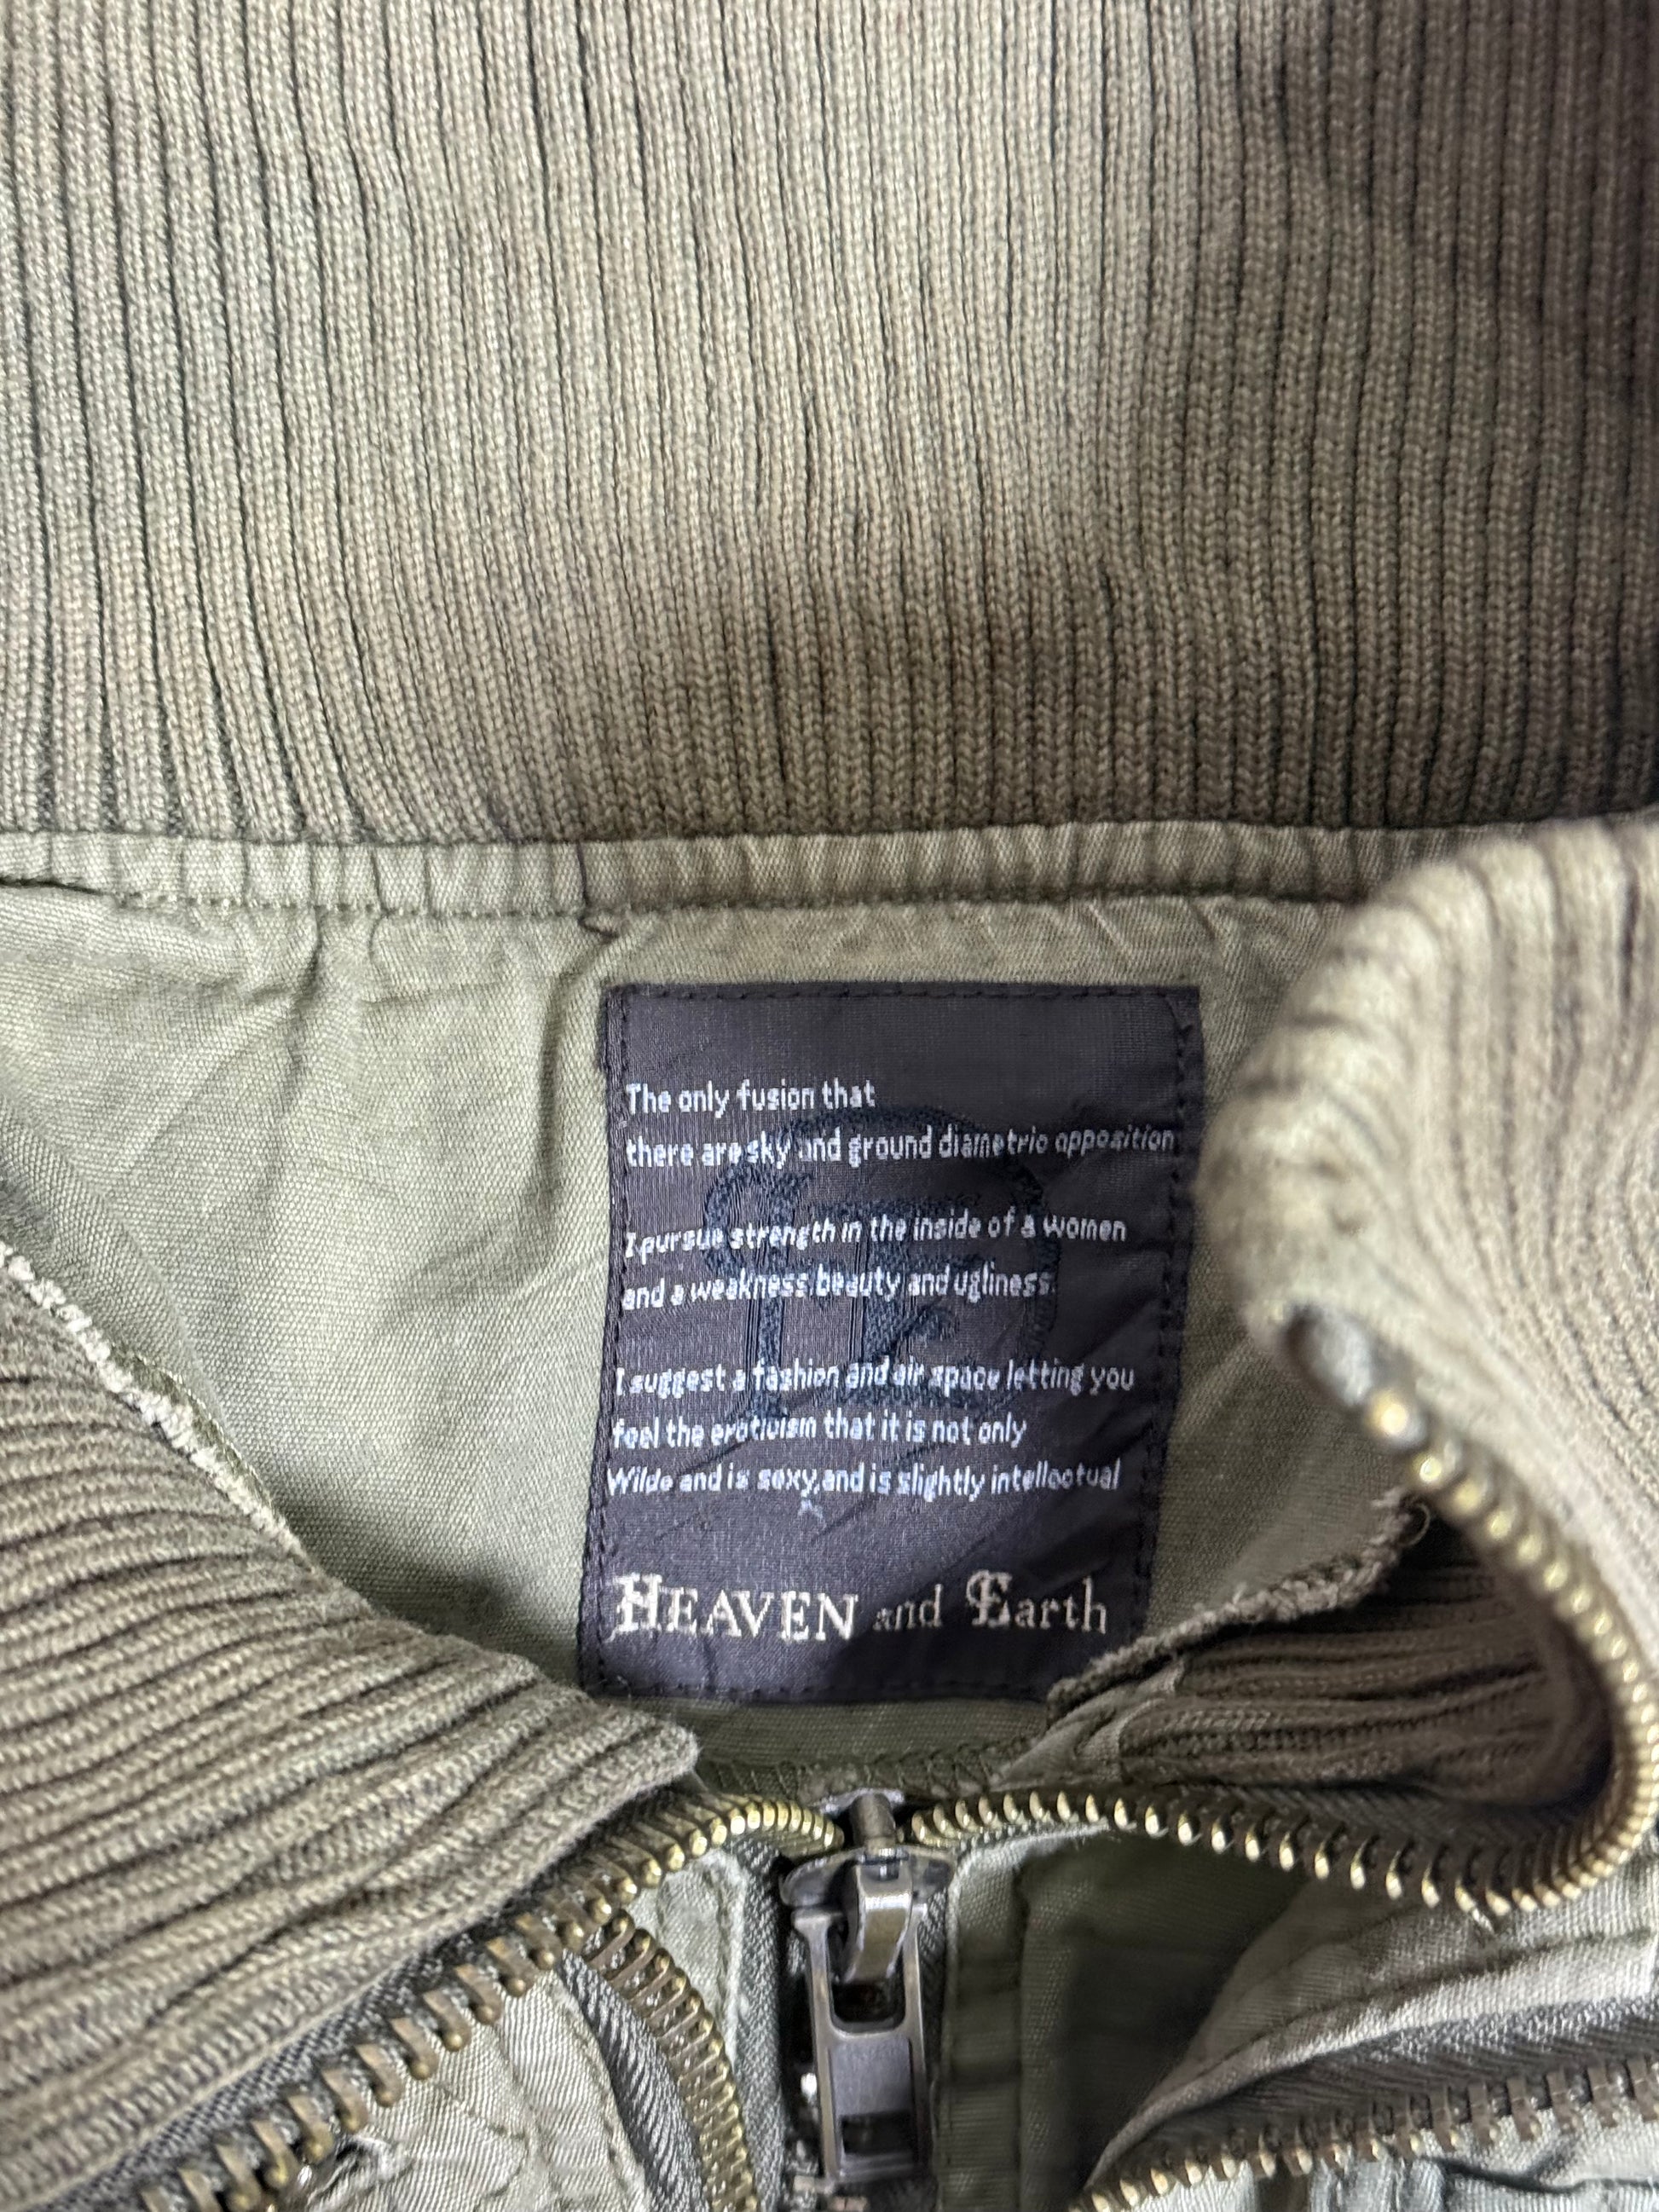 The only fusion that
there are sky and ground diametric opposition
I pursue strength in the inside of a women
and a weakness beauty and ugliness.
I suggest a fashion and air space letting you
feel the eroticism that it is not only
Wilde and is sexy,and is slightly intellectual
HEAVEN and Earth